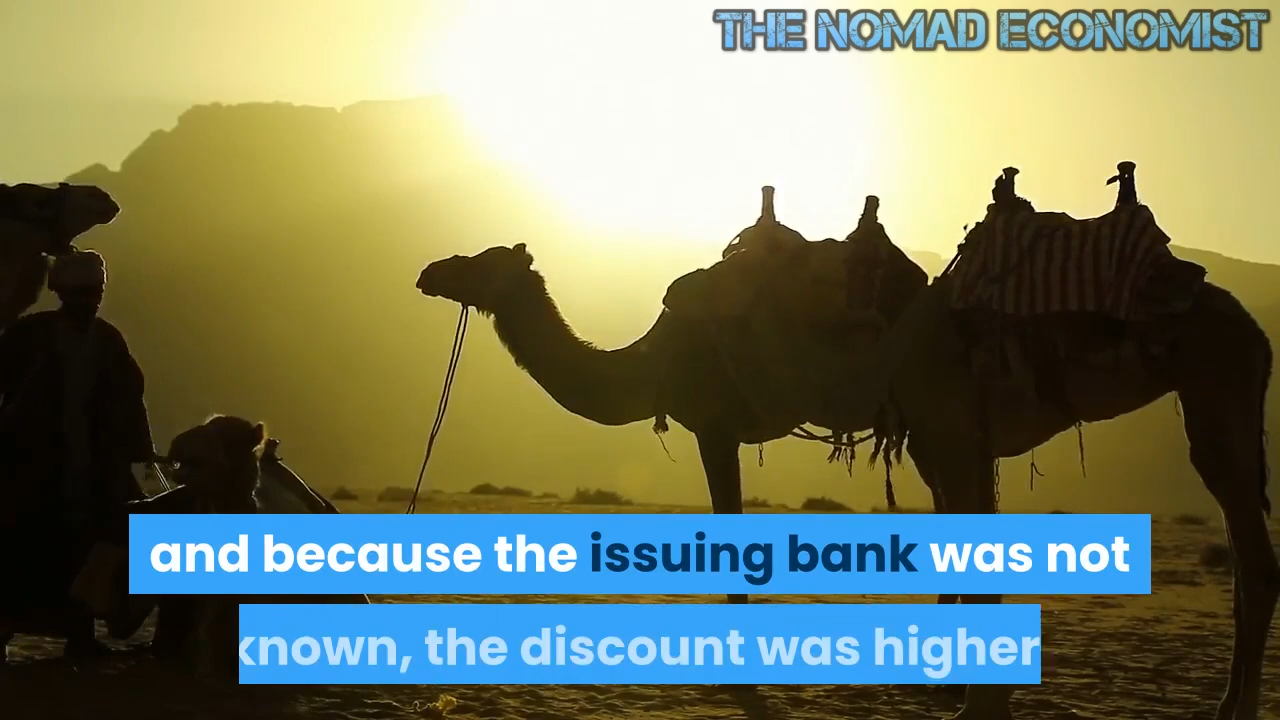 THE NOMAD ECONOMIST
and because the issuing bank was not
known, the discount was higher